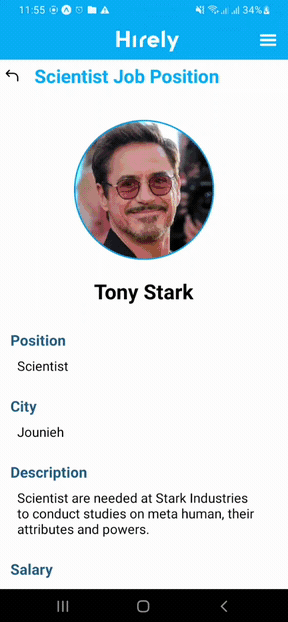 11:55 34%
Hirely
Scientist Job Position
Tony Stark
Position
Scientist
City
Jounieh
Description
Scientist are needed at Stark Industries
to conduct studies on meta human, their
attributes and powers.
Salary